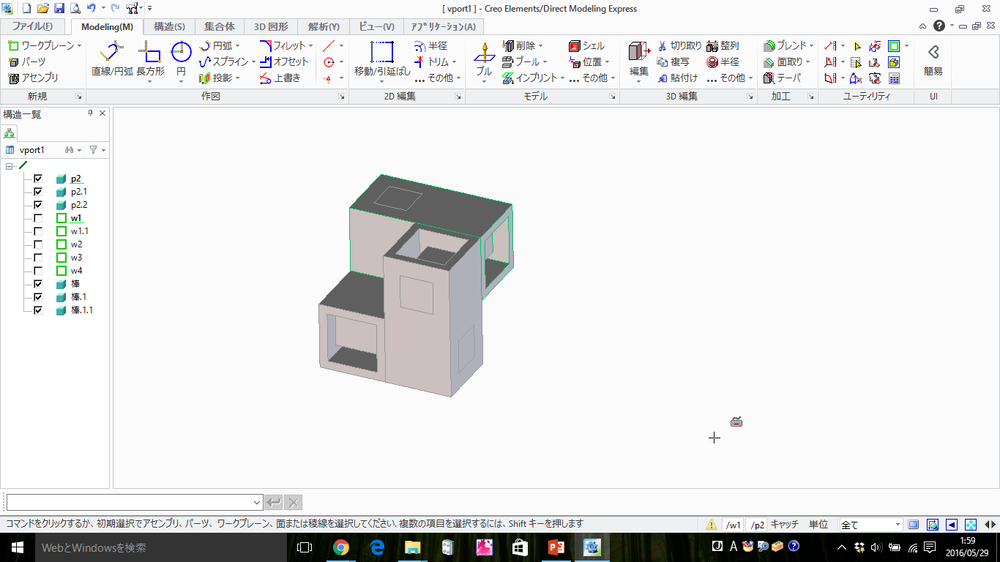 [ vport1 ] - Creo Elements/Direct Modeling Express
ファイル(F) Modeling(M) 構造(S) 集合体 3D 図形 解析(Y) ビュー(V) アプリケーション(A)
ワークプレーン 円弧 フィレット 半径 削除 シェル 切り取り 整列 ブレンド
パーツ スプライン オフセット トリム ブール 位置 複写 半径 面取り
直線/円弧 長方形 円 移動/引延ばし プル 編集 簡易
アセンブリ 投影 上書き ... その他 インプリント ... その他 貼付け ... その他 テーパ
新規 作図 2D 編集 モデル 3D 編集 加工 ユーティリティ UI
構造一覧
vport1
p2
p2.1
p2.2
w1
w1.1
w2
w3
w4
棒
棒.1
棒.1.1
コマンドをクリックするか、初期選択でアセンブリ、パーツ、ワークプレーン、面または稜線を選択してください. 複数の項目を選択するには、Shift キーを押します
/w1 /p2 キャッチ 単位 全て
WebとWindowsを検索
A
1:59
2016/05/29